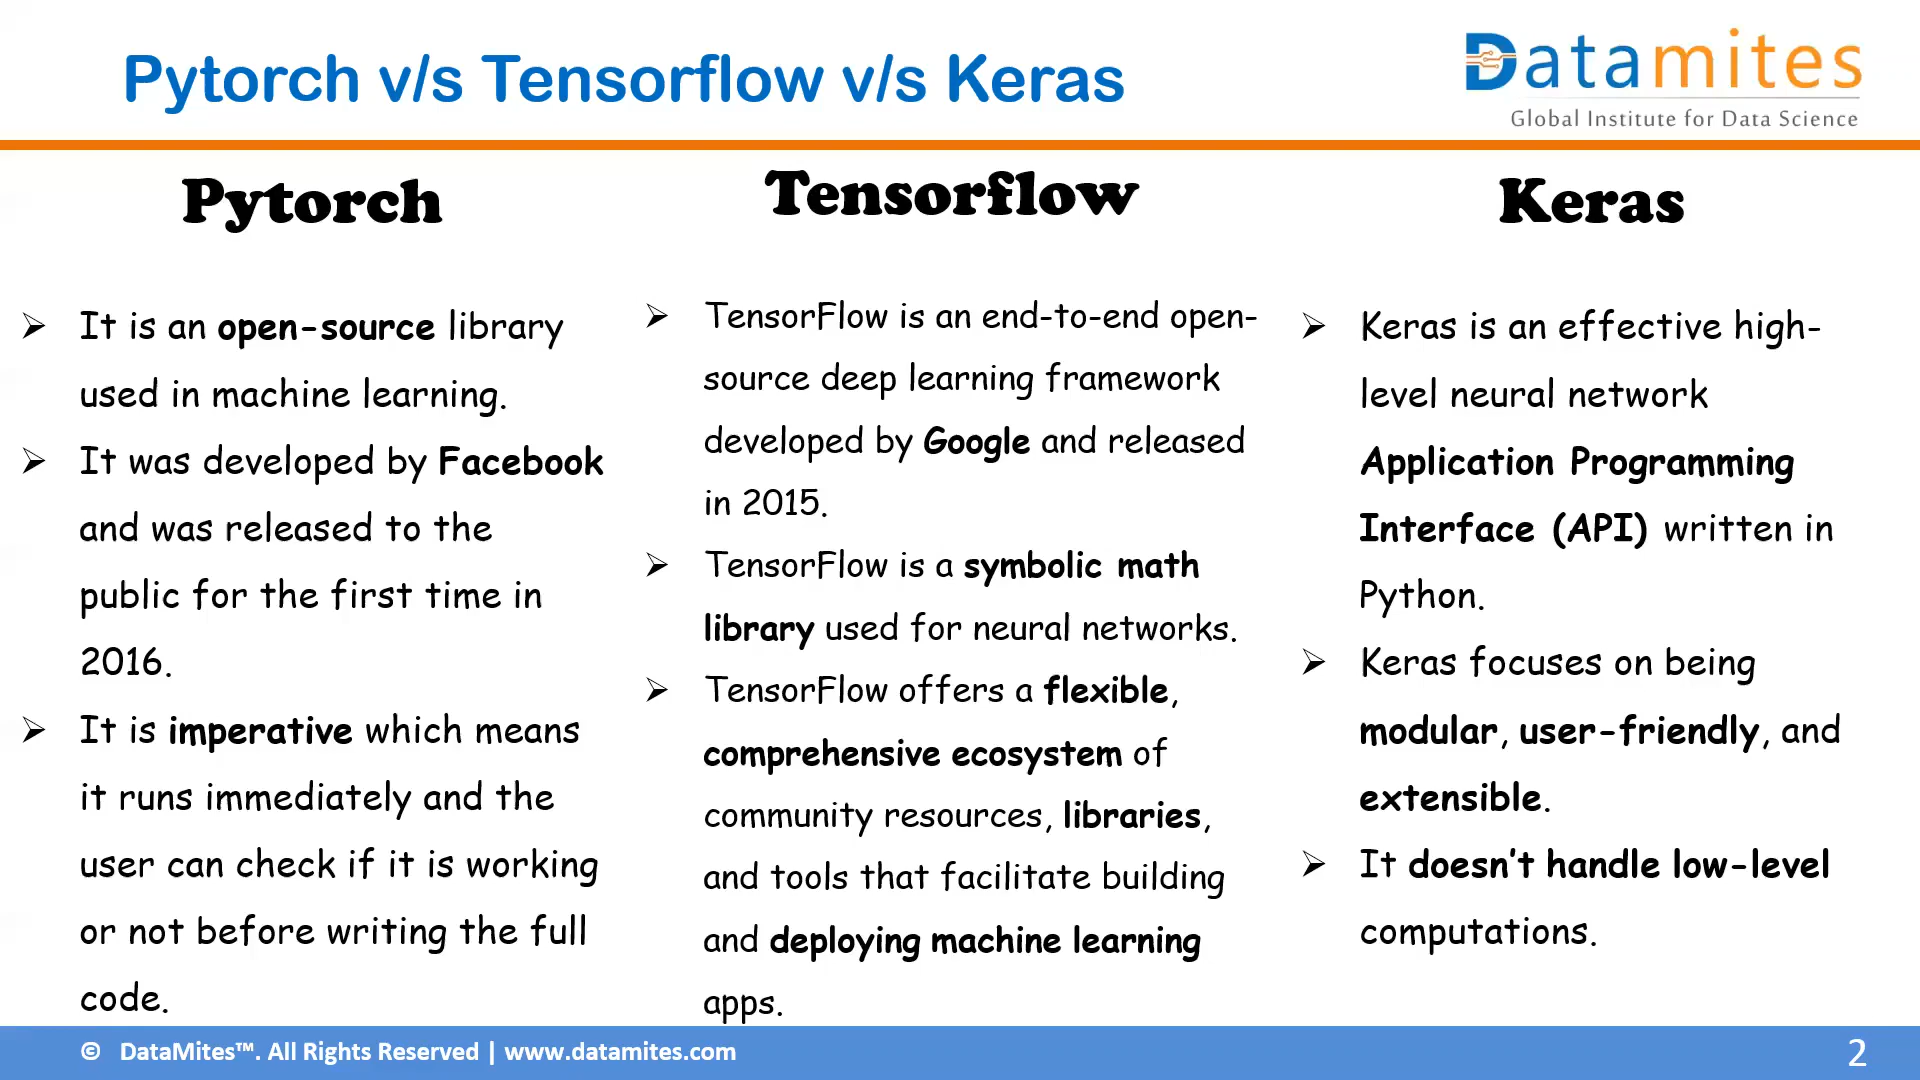 Pytorch v/s Tensorflow v/s Keras
Datamites
Global Institute for Data Science
Pytorch
➢ It is an open-source library
used in machine learning.
➢ It was developed by Facebook
and was released to the
public for the first time in
2016.
➢ It is imperative which means
it runs immediately and the
user can check if it is working
or not before writing the full
code.
Tensorflow
➢ TensorFlow is an end-to-end open-
source deep learning framework
developed by Google and released
in 2015.
➢ TensorFlow is a symbolic math
library used for neural networks.
➢ TensorFlow offers a flexible,
comprehensive ecosystem of
community resources, libraries,
and tools that facilitate building
and deploying machine learning
apps.
Keras
➢ Keras is an effective high-
level neural network
Application Programming
Interface (API) written in
Python.
➢ Keras focuses on being
modular, user-friendly, and
extensible.
➢ It doesn't handle low-level
computations.
© DataMites™. All Rights Reserved | www.datamites.com
2